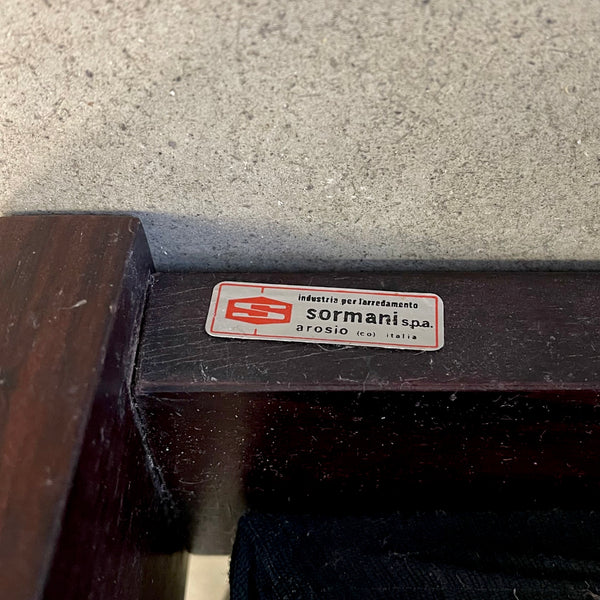 industria per l'arredamento
sormani s.p.a.
arosio (co) italia